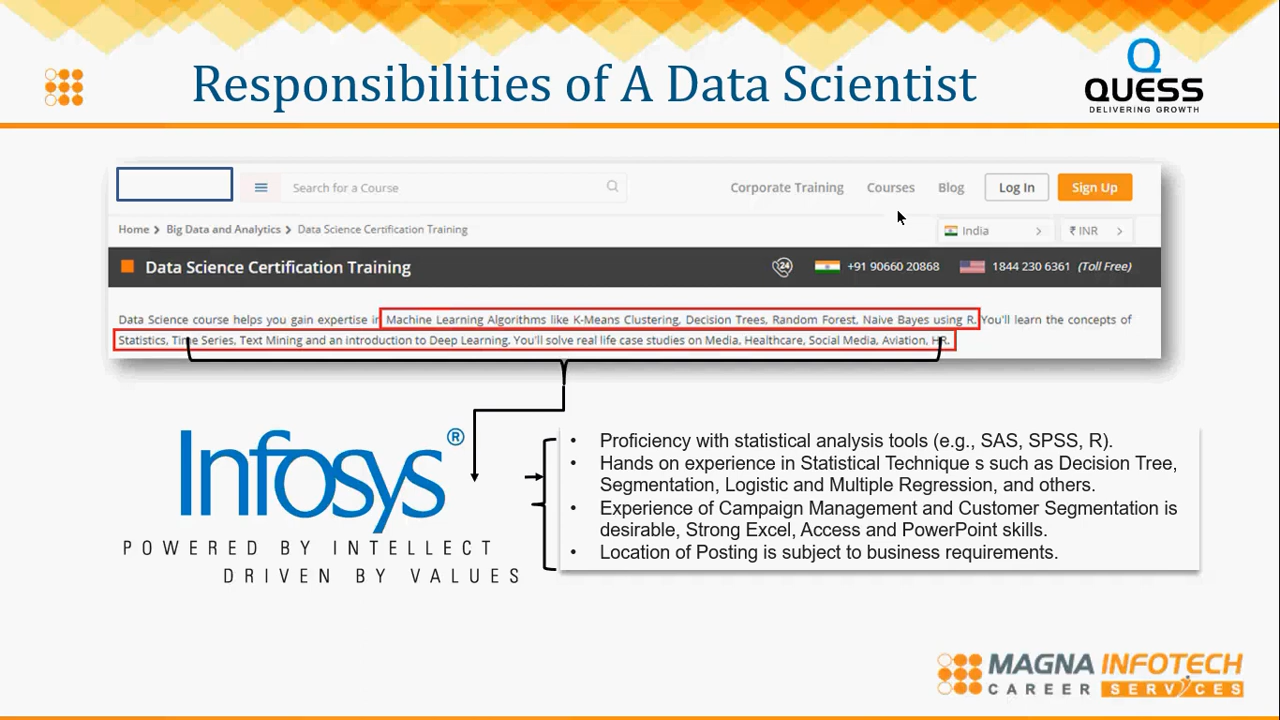 Responsibilities of A Data Scientist
QUESS
DELIVERING GROWTH
Search for a Course
Corporate Training
Courses
Blog
Log In
Sign Up
Home > Big Data and Analytics > Data Science Certification Training
India >
₹ INR >
Data Science Certification Training
24
+91 90660 20868
1844 230 6361 (Toll Free)
Data Science course helps you gain expertise in Machine Learning Algorithms like K-Means Clustering, Decision Trees, Random Forest, Naive Bayes using R. You'll learn the concepts of
Statistics, Time Series, Text Mining and an introduction to Deep Learning. You'll solve real life case studies on Media, Healthcare, Social Media, Aviation, HR.
Infosys®
POWERED BY INTELLECT
DRIVEN BY VALUES
• Proficiency with statistical analysis tools (e.g., SAS, SPSS, R).
• Hands on experience in Statistical Technique s such as Decision Tree,
Segmentation, Logistic and Multiple Regression, and others.
• Experience of Campaign Management and Customer Segmentation is
desirable, Strong Excel, Access and PowerPoint skills.
• Location of Posting is subject to business requirements.
MAGNA INFOTECH
CAREER SERVICES